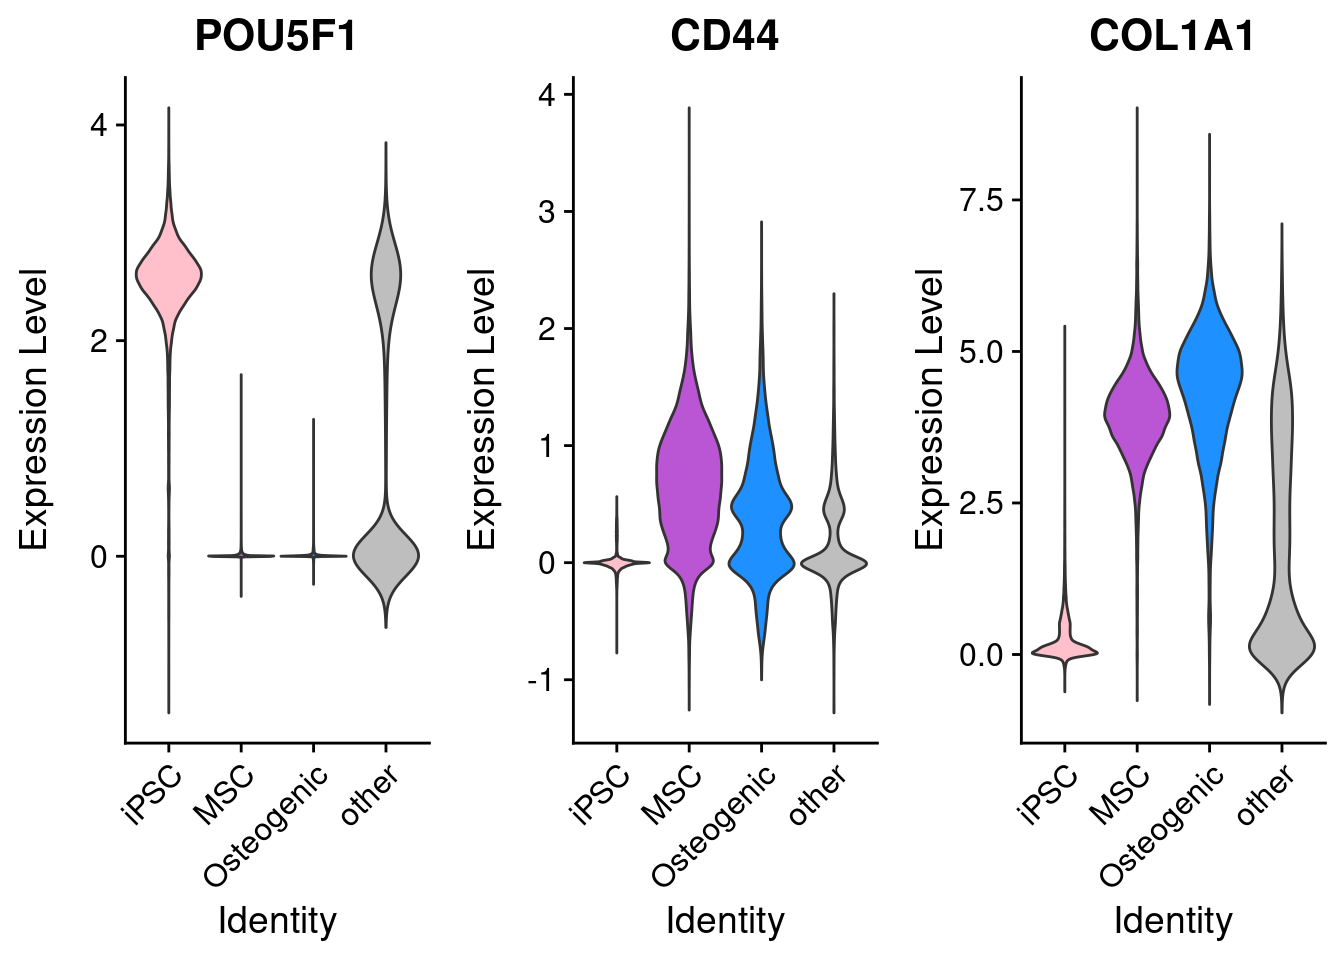 POU5F1
Expression Level
4
2
0
iPSC
MSC
Osteogenic
other
Identity
CD44
Expression Level
4
3
2
1
0
-1
iPSC
MSC
Osteogenic
other
Identity
COL1A1
Expression Level
7.5
5.0
2.5
0.0
iPSC
MSC
Osteogenic
other
Identity